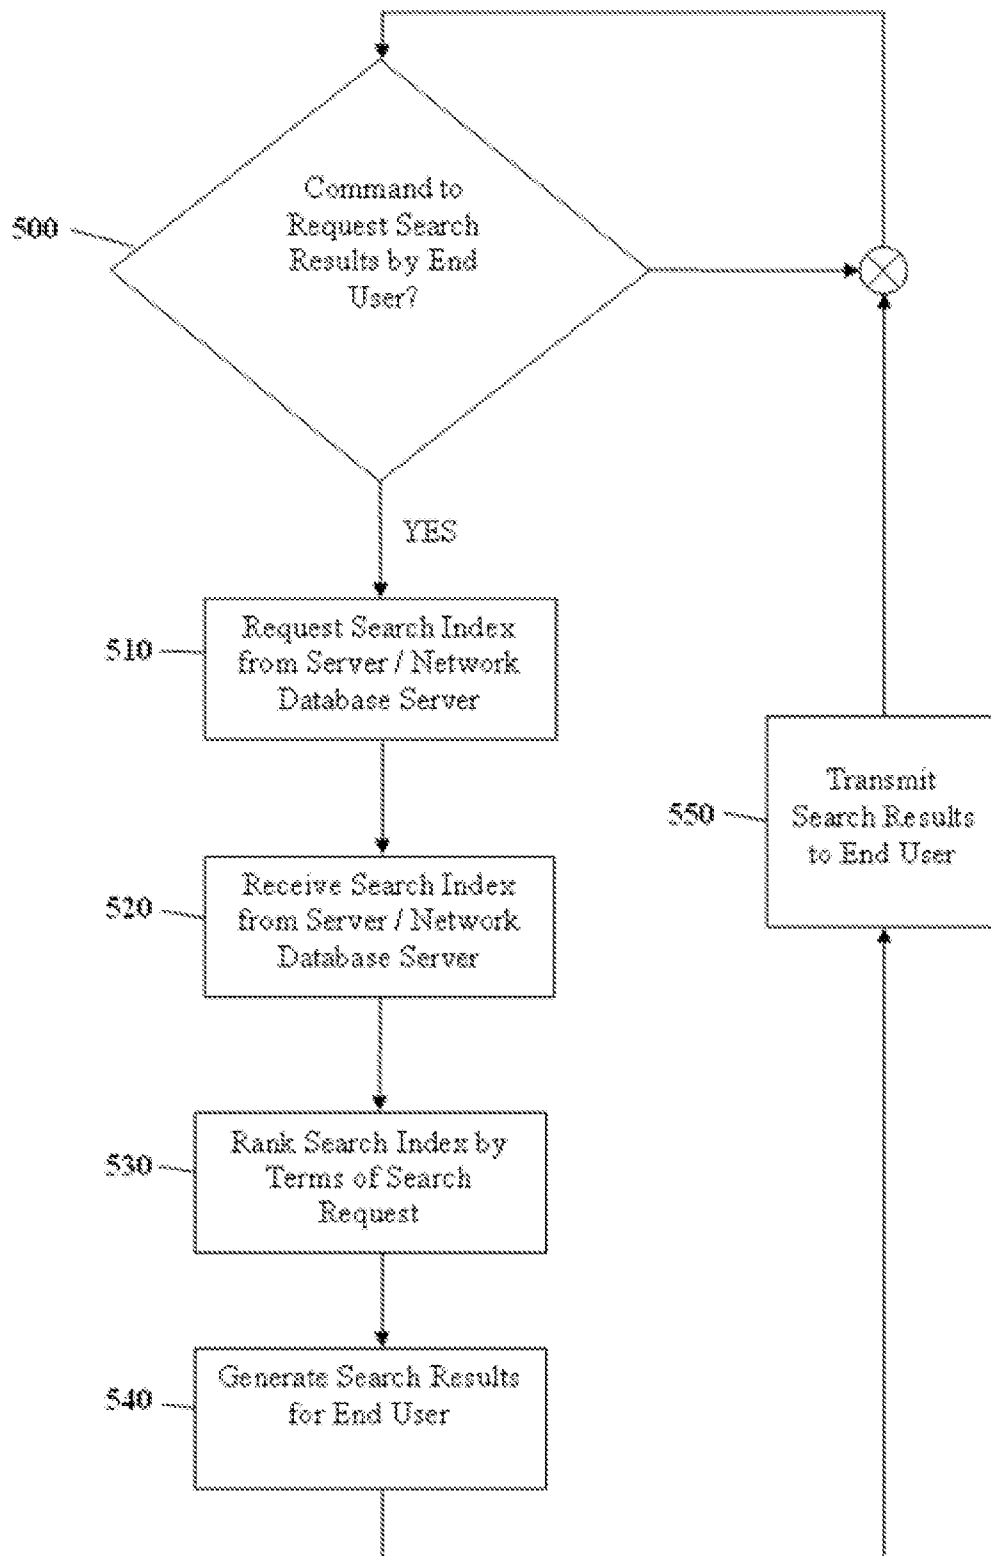 500
Command to
Request Search
Results by End
User?
YES
510
Request Search Index
from Server / Network
Database Server
520
Receive Search Index
from Server / Network
Database Server
530
Rank Search Index by
Terms of Search
Request
540
Generate Search Results
for End User
550
Transmit
Search Results
to End User